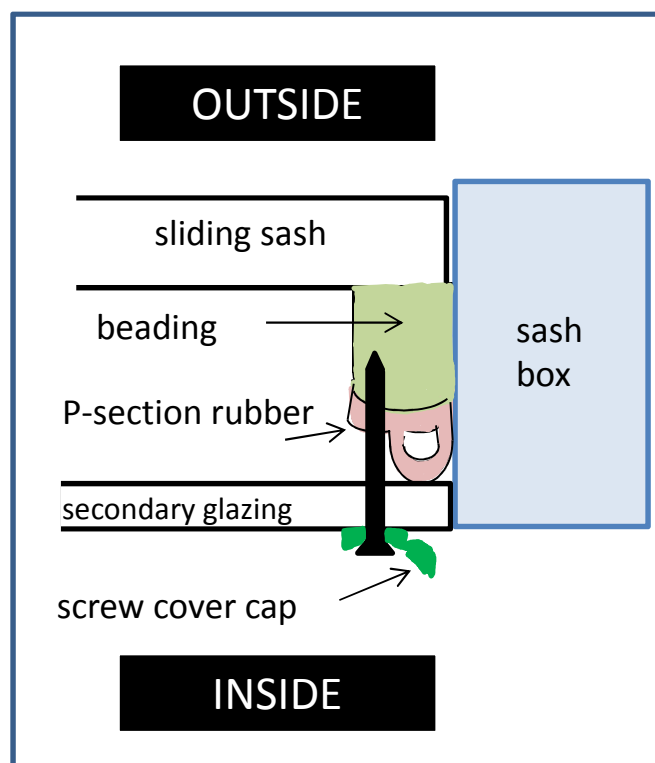 OUTSIDE
sliding sash
beading
sash
box
P-section rubber
secondary glazing
screw cover cap
INSIDE